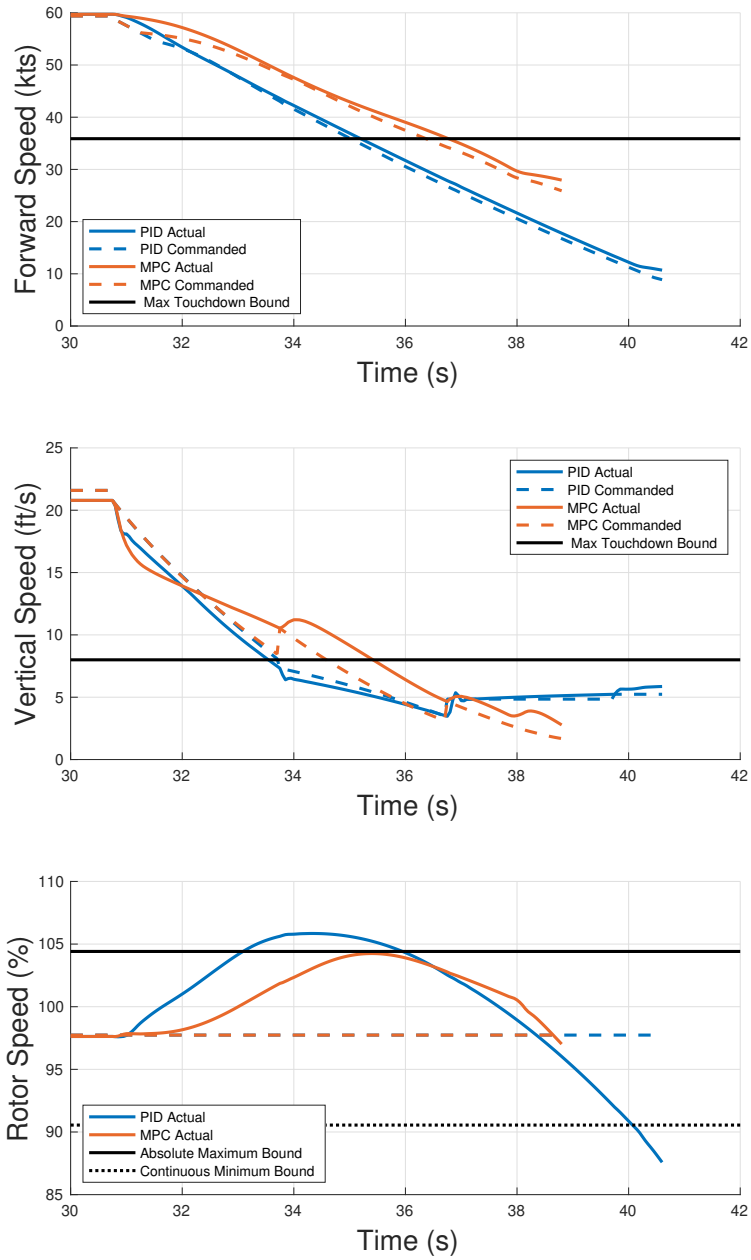 60
50
40
30
20
10
0
Forward Speed (kts)
PID Actual
PID Commanded
MPC Actual
MPC Commanded
Max Touchdown Bound
30 32 34 36 38 40 42
Time (s)
25
20
15
10
5
0
Vertical Speed (ft/s)
PID Actual
PID Commanded
MPC Actual
MPC Commanded
Max Touchdown Bound
30 32 34 36 38 40 42
Time (s)
110
105
100
95
90
85
Rotor Speed (%)
PID Actual
MPC Actual
Absolute Maximum Bound
Continuous Minimum Bound
30 32 34 36 38 40 42
Time (s)